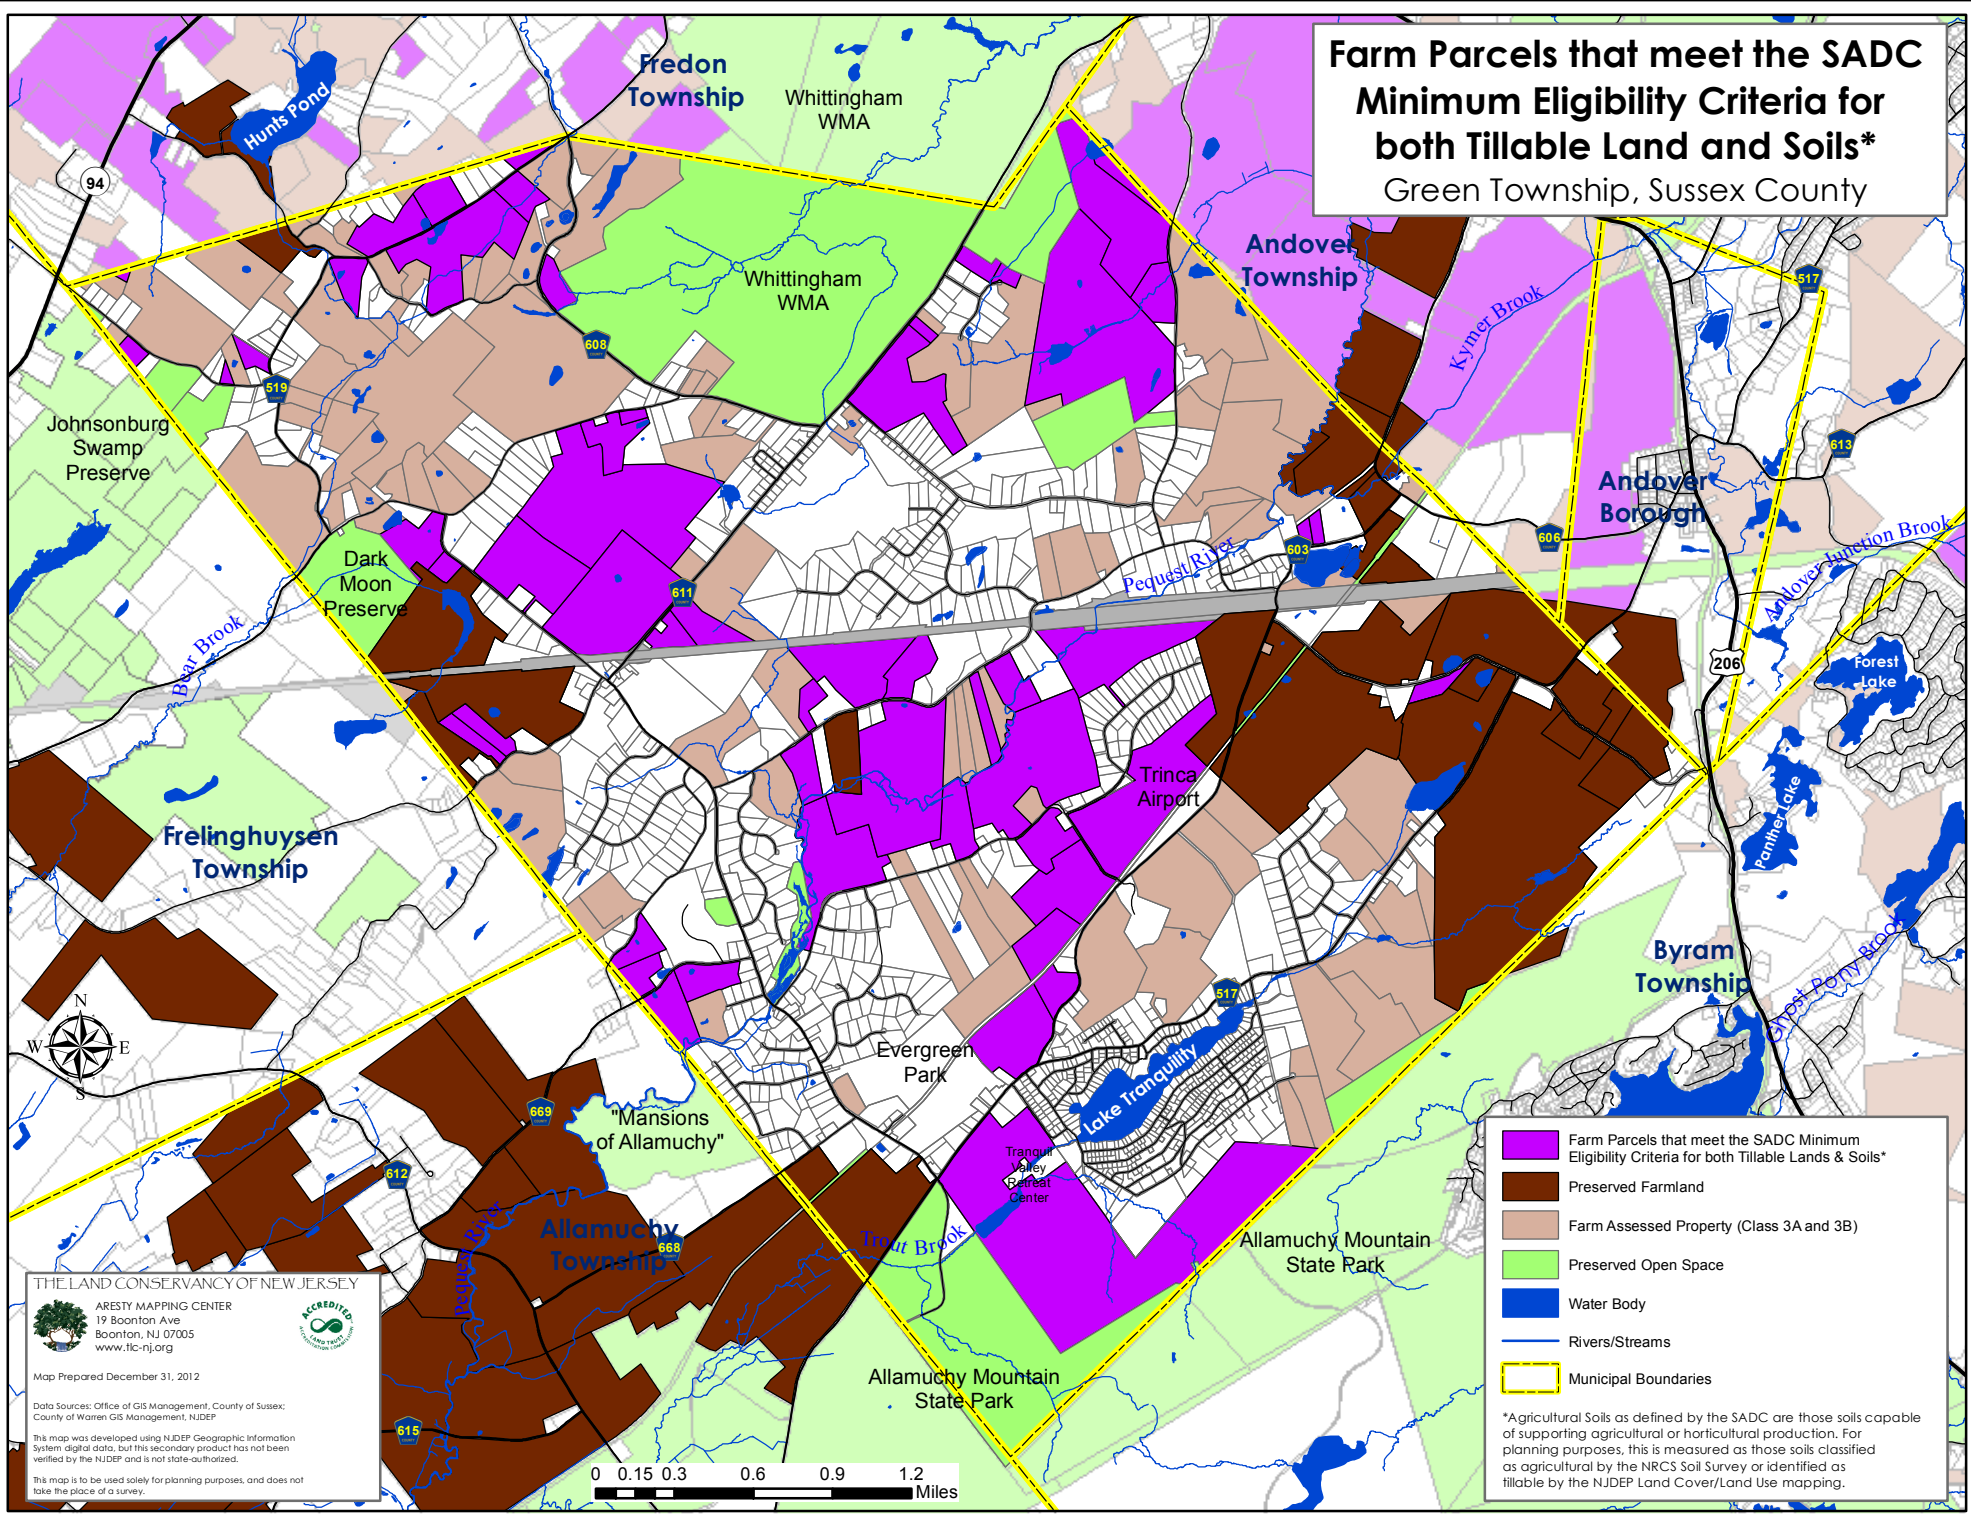 Farm Parcels that meet the SADC
Minimum Eligibility Criteria for
both Tillable Land and Soils*
Green Township, Sussex County
Fredon
Township
Whittingham
WMA
Hunts Pond
94
Andover
Township
517
Kymer Brook
Whittingham
WMA
608
519
Johnsonburg
Swamp
Preserve
613
Andover
Borough
606
Andover Junction Brook
603
Pequest River
Dark
Moon
Preserve
611
Bear Brook
206
Forest
Lake
Trinca
Airport
Panther Lake
Frelinghuysen
Township
Byram
Township
Ghost Pony Brook
517
N
W
E
S
Evergreen
Park
Lake Tranquility
669
"Mansions
of Allamuchy"
612
Tranquil
Valley
Retreat
Center
Pequest River
Allamuchy
Township
668
Trout Brook
Allamuchy Mountain
State Park
Allamuchy Mountain
State Park
615
THE LAND CONSERVANCY OF NEW JERSEY
ARESTY MAPPING CENTER
19 Boonton Ave
Boonton, NJ 07005
www.tlc-nj.org
ACCREDITED
LAND TRUST
ACCREDITATION COMMISSION
Map Prepared December 31, 2012
Data Sources: Office of GIS Management, County of Sussex;
County of Warren GIS Management, NJDEP
This map was developed using NJDEP Geographic Information
System digital data, but this secondary product has not been
verified by the NJDEP and is not state-authorized.
This map is to be used solely for planning purposes, and does not
take the place of a survey.
0 0.15 0.3 0.6 0.9 1.2
Miles
Farm Parcels that meet the SADC Minimum
Eligibility Criteria for both Tillable Lands & Soils*
Preserved Farmland
Farm Assessed Property (Class 3A and 3B)
Preserved Open Space
Water Body
Rivers/Streams
Municipal Boundaries
*Agricultural Soils as defined by the SADC are those soils capable
of supporting agricultural or horticultural production. For
planning purposes, this is measured as those soils classified
as agricultural by the NRCS Soil Survey or identified as
tillable by the NJDEP Land Cover/Land Use mapping.